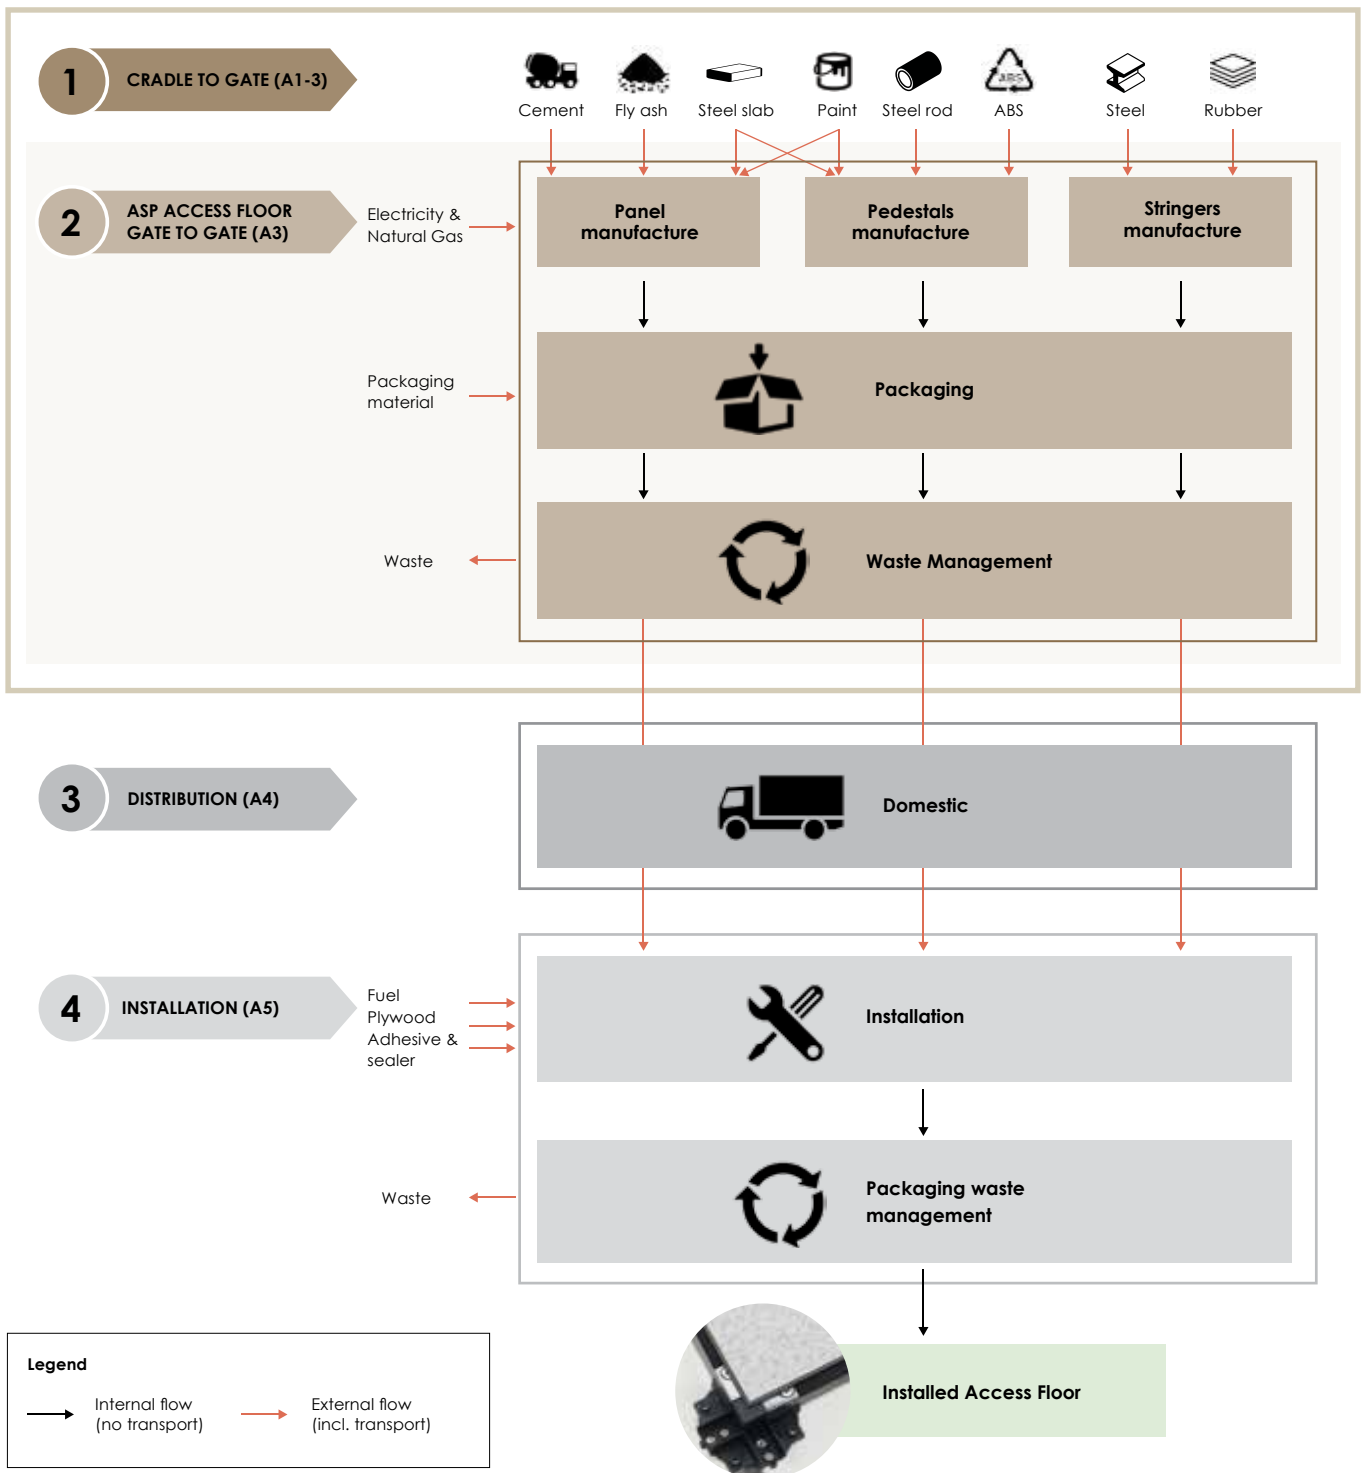 1
CRADLE TO GATE (A1-3)
Cement
Fly ash
Steel slab
Paint
Steel rod
ABS
ABS
Steel
Rubber
2
ASP ACCESS FLOOR
GATE TO GATE (A3)
Electricity &
Natural Gas
Panel
manufacture
Pedestals
manufacture
Stringers
manufacture
Packaging
material
Packaging
Waste
Waste Management
3
DISTRIBUTION (A4)
Domestic
4
INSTALLATION (A5)
Fuel
Plywood
Adhesive &
sealer
Installation
Waste
Packaging waste
management
Installed Access Floor
Legend
Internal flow
(no transport)
External flow
(incl. transport)